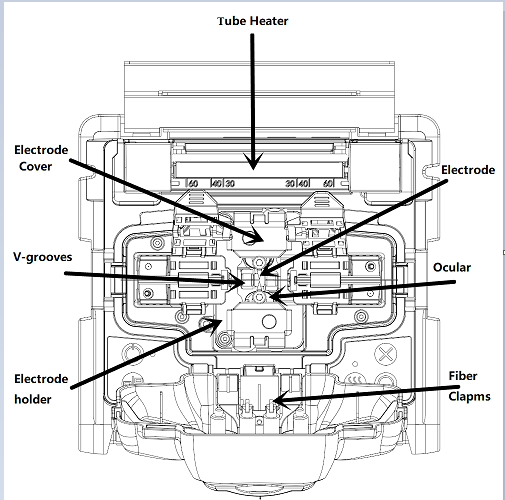 Tube Heater
Electrode
Cover
Electrode
60 40 30 30 40 60
V-grooves
Ocular
Electrode
holder
Fiber
Clapms